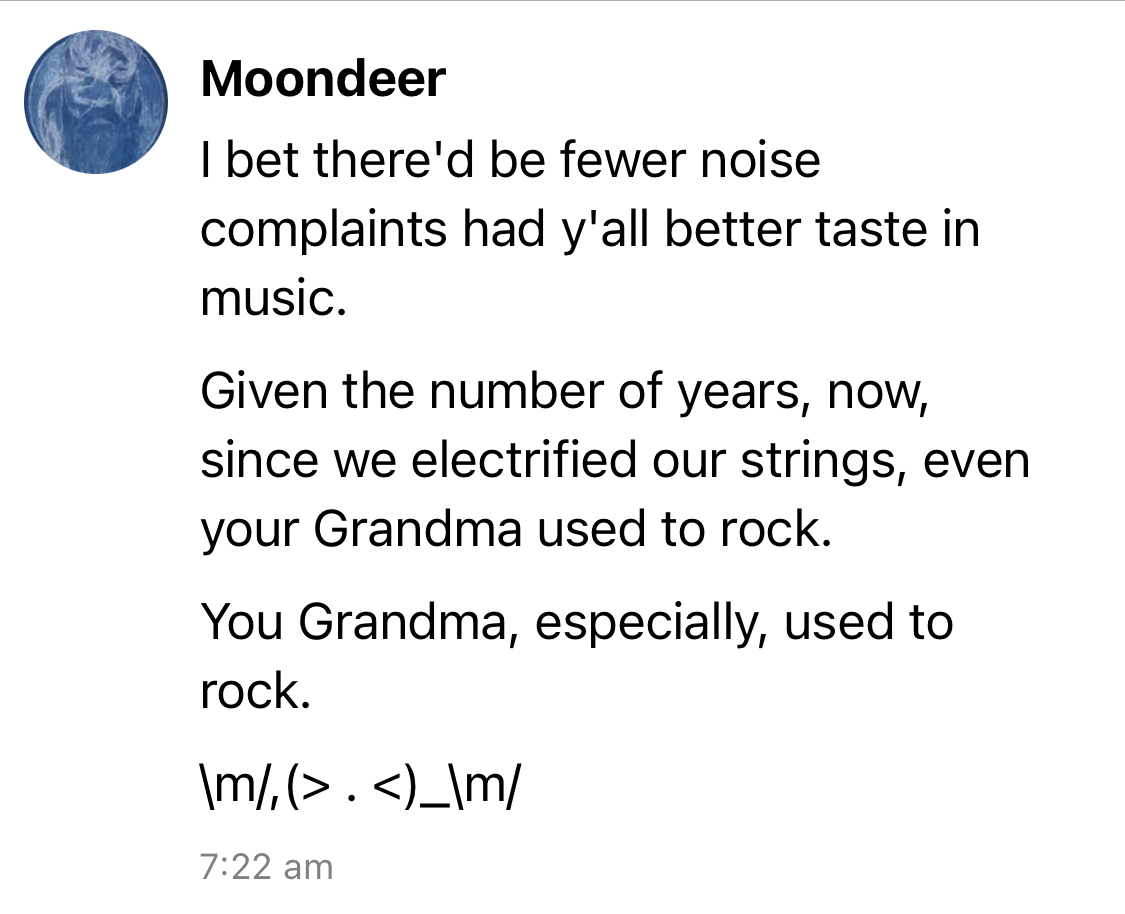 Moondeer
I bet there'd be fewer noise
complaints had y'all better taste in
music.
Given the number of years, now,
since we electrified our strings, even
your Grandma used to rock.
You Grandma, especially, used to
rock.
\m/,(> . <)_\m/
7:22 am